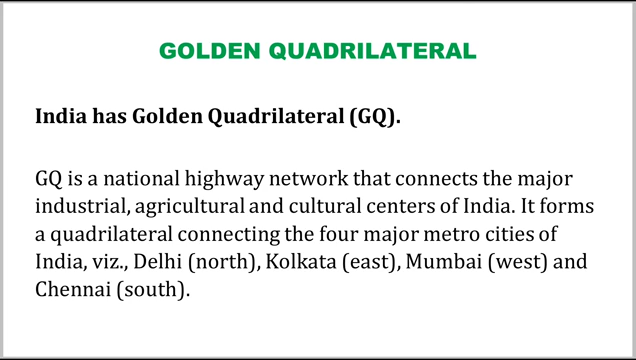 GOLDEN QUADRILATERAL
India has Golden Quadrilateral (GQ).
GQ is a national highway network that connects the major
industrial, agricultural and cultural centers of India. It forms
a quadrilateral connecting the four major metro cities of
India, viz., Delhi (north), Kolkata (east), Mumbai (west) and
Chennai (south).